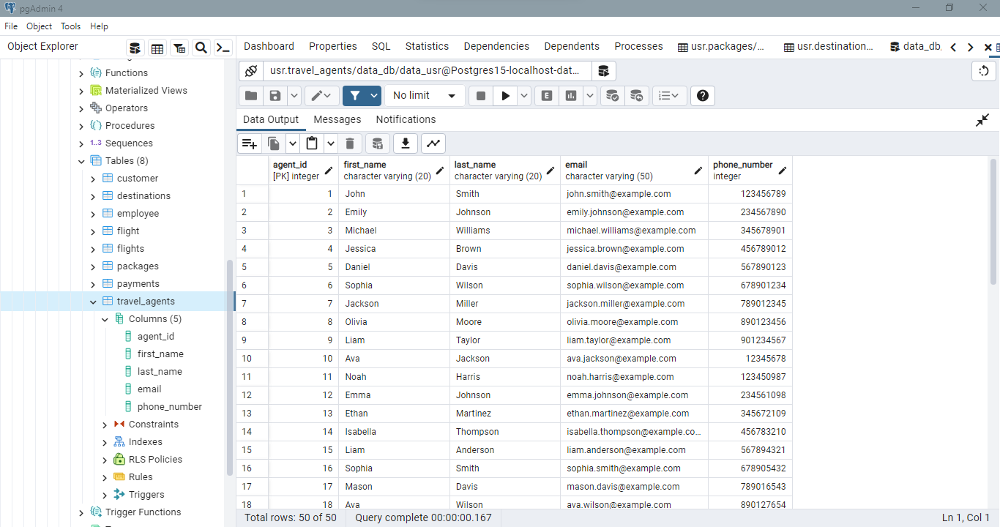 pgAdmin 4
File Object Tools Help
Object Explorer
Dashboard Properties SQL Statistics Dependencies Dependents Processes usr.packages/... usr.destination... data_db,
usr.travel_agents/data_db/data_usr@Postgres15-localhost-dat...
No limit
E
Data Output Messages Notifications
Functions
Materialized Views
Operators
Procedures
1..3 Sequences
Tables (8)
customer
destinations
employee
flight
flights
packages
payments
travel_agents
Columns (5)
agent_id
first_name
last_name
email
phone_number
Constraints
Indexes
RLS Policies
Rules
Triggers
Trigger Functions
agent_id first_name last_name email phone_number
[PK] integer character varying (20) character varying (20) character varying (50) integer
1 1 John Smith john.smith@example.com 123456789
2 2 Emily Johnson emily.johnson@example.com 234567890
3 3 Michael Williams michael.williams@example.com 345678901
4 4 Jessica Brown jessica.brown@example.com 456789012
5 5 Daniel Davis daniel.davis@example.com 567890123
6 6 Sophia Wilson sophia.wilson@example.com 678901234
7 7 Jackson Miller jackson.miller@example.com 789012345
8 8 Olivia Moore olivia.moore@example.com 890123456
9 9 Liam Taylor liam.taylor@example.com 901234567
10 10 Ava Jackson ava.jackson@example.com 12345678
11 11 Noah Harris noah.harris@example.com 123450987
12 12 Emma Johnson emma.johnson@example.com 234561098
13 13 Ethan Martinez ethan.martinez@example.com 345672109
14 14 Isabella Thompson isabella.thompson@example.co... 456783210
15 15 Liam Anderson liam.anderson@example.com 567894321
16 16 Sophia Smith sophia.smith@example.com 678905432
17 17 Mason Davis mason.davis@example.com 789016543
18 18 Ava Wilson ava.wilson@example.com 890127654
Total rows: 50 of 50 Query complete 00:00:00.167 Ln 1, Col 1